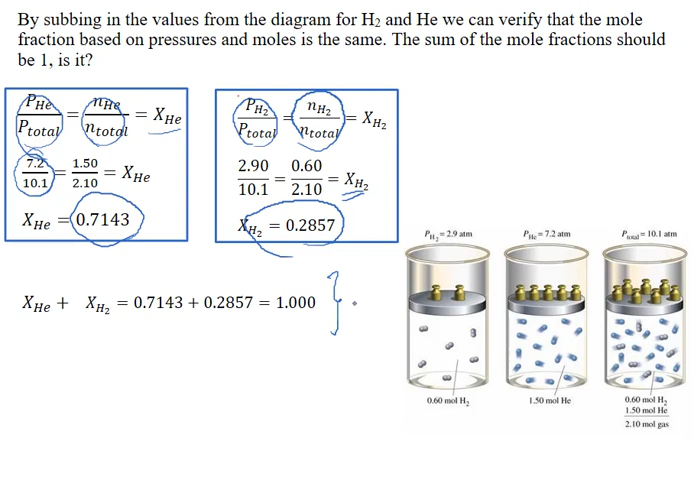 By subbing in the values from the diagram for H₂ and He we can verify that the mole
fraction based on pressures and moles is the same. The sum of the mole fractions should
be 1, is it?
P_He/P_total = n_He/n_total = X_He
7.2/10.1 = 1.50/2.10 = X_He
X_He = 0.7143
P_H₂/P_total = n_H₂/n_total = X_H₂
2.90/10.1 = 0.60/2.10 = X_H₂
X_H₂ = 0.2857
X_He + X_H₂ = 0.7143 + 0.2857 = 1.000
P_H₂ = 2.9 atm
P_He = 7.2 atm
P_total = 10.1 atm
0.60 mol H₂
1.50 mol He
0.60 mol H₂
1.50 mol He
2.10 mol gas